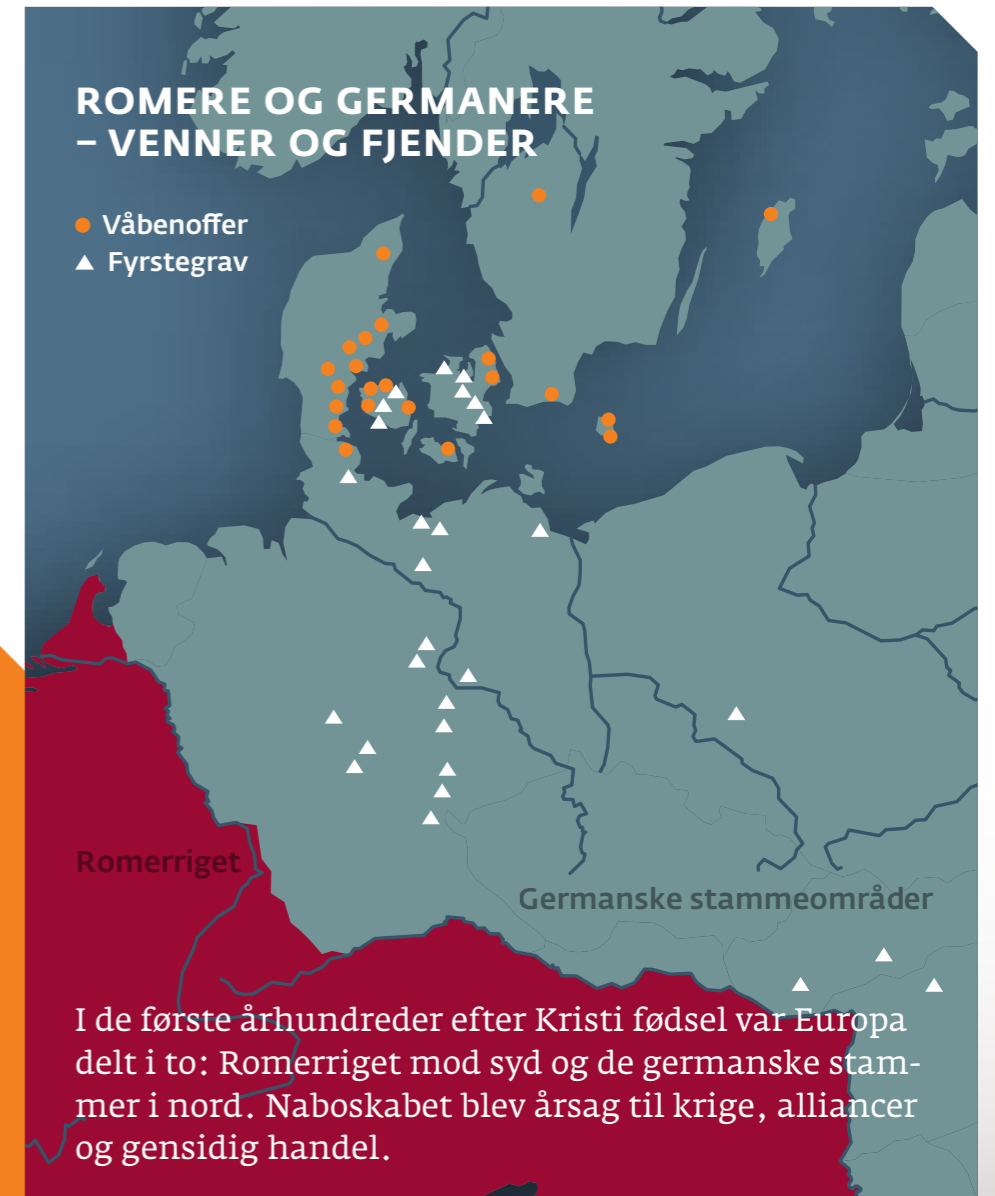 ROMERE OG GERMANERE
– VENNER OG FJENDER
Våbenoffer
Fyrstegrav
Romerriget
Germanske stammeområder
I de første århundreder efter Kristi fødsel var Europa
delt i to: Romerriget mod syd og de germanske stam-
mer i nord. Naboskabet blev årsag til krige, alliancer
og gensidig handel.